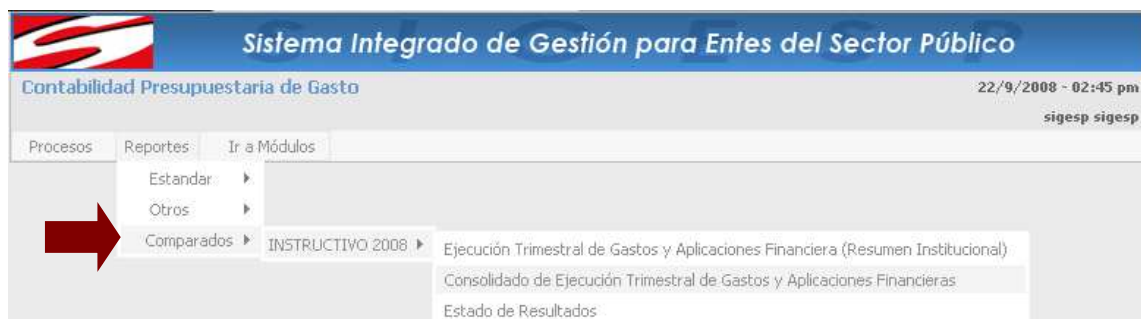 SIGESP
Sistema Integrado de Gestión para Entes del Sector Público
Contabilidad Presupuestaria de Gasto
22/9/2008 - 02:45 pm
sigesp sigesp
Procesos Reportes Ir a Módulos
Estandar
Otros
Comparados INSTRUCTIVO 2008 Ejecución Trimestral de Gastos y Aplicaciones Financiera (Resumen Institucional)
Consolidado de Ejecución Trimestral de Gastos y Aplicaciones Financieras
Estado de Resultados